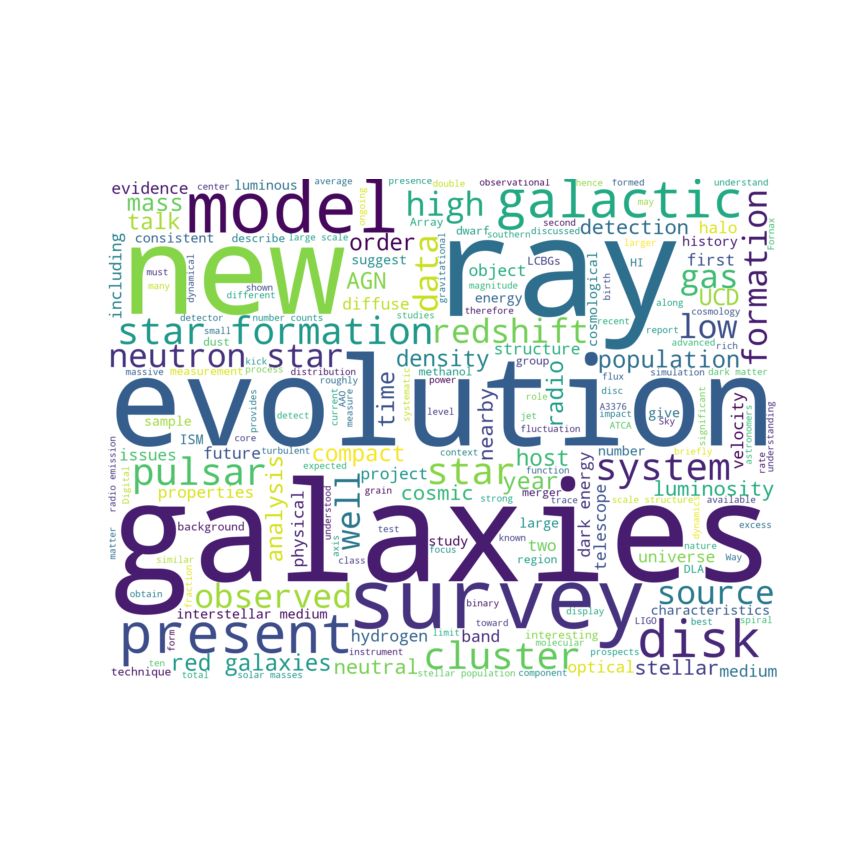 evidence luminous average presence double observational hence formed understand
mass talk model high galactic
center ongoing Array southern discussed second may larger
consistent describe large scale order dwarf detection halo history
including must dynamical new suggest AGN data gravitational LCBGs object ray birth HI cosmological first along gas formation Fornax
many shown different diffuse energy magnitude therefore recent cosmology report UCD
detector number counts studies
star formation redshift structure advanced rich low
small dust
neutron star kick process density methanol group population
massive measurement distribution roughly power simulation dark matter
evolution
sample provides detect current AAO measure time systematic level role jet nearby radio flux disc A3376 impact give Sky significant astronomers velocity rate understanding
ISM core turbulent compact fluctuation ATCA number briefly
issues future context host
radio emission Digital pulsar expected project star year system
properties analysis well grain cosmic function merger dark energy telescope luminosity
understood strong trace scale structure available
galaxies
matter background physical axis test study known large two region universe dynamics nature excess
similar class focus DLA Way
obtain fraction observed survey binary display source
interstellar medium toward LIGO best spiral characteristics
present form hydrogen limit band interesting molecular prospects disk
ten red galaxies neutral instrument cluster optical stellar medium
technique total solar masses stellar population component